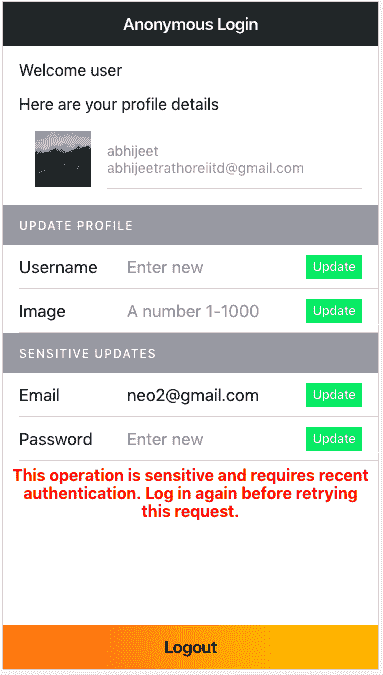 Anonymous Login
Welcome user
Here are your profile details
abhijeet
abhijeetrathoreiitd@gmail.com
UPDATE PROFILE
Username Enter new Update
Image A number 1-1000 Update
SENSITIVE UPDATES
Email neo2@gmail.com Update
Password Enter new Update
This operation is sensitive and requires recent
authentication. Log in again before retrying
this request.
Logout